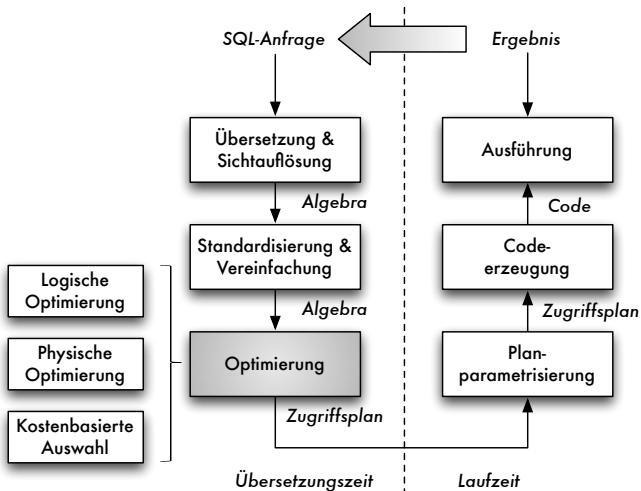 SQL-Anfrage
Ergebnis
Übersetzung &
Sichtauflösung
Ausführung
Algebra
Code
Standardisierung &
Vereinfachung
Code-
erzeugung
Logische
Optimierung
Algebra
Zugriffsplan
Physische
Optimierung
Optimierung
Plan-
parametrisierung
Kostenbasierte
Auswahl
Zugriffsplan
Übersetzungszeit
Laufzeit